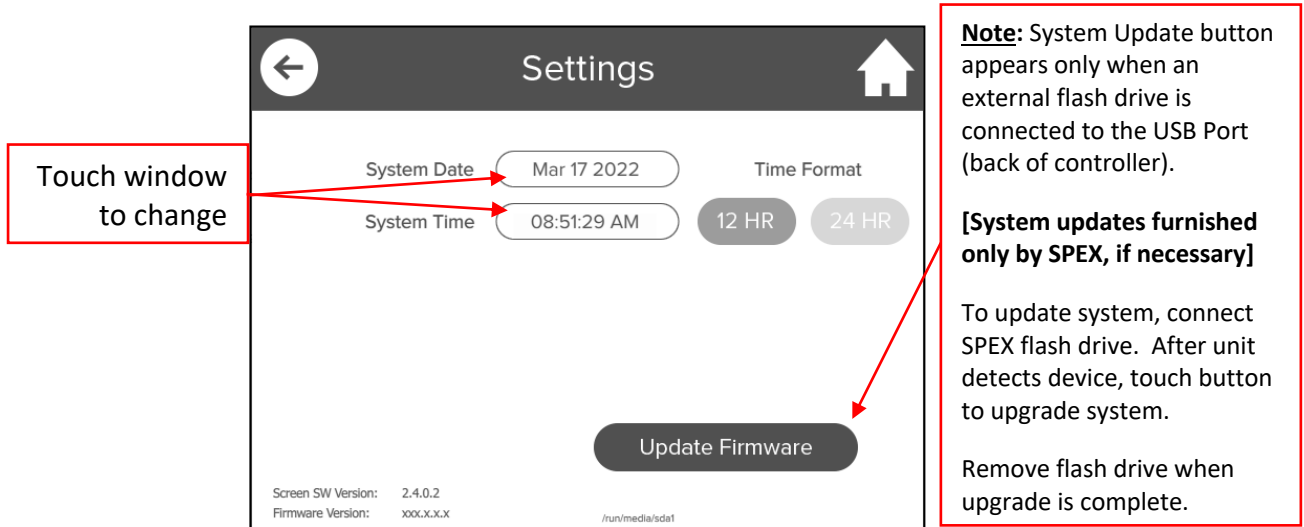 Settings
Touch window
to change
System Date
Mar 17 2022
Time Format
System Time
08:51:29 AM
12 HR
24 HR
Update Firmware
Screen SW Version: 2.4.0.2
Firmware Version: xxx.x.x.x
/run/media/sda1
Note: System Update button
appears only when an
external flash drive is
connected to the USB Port
(back of controller).
[System updates furnished
only by SPEX, if necessary]
To update system, connect
SPEX flash drive.  After unit
detects device, touch button
to upgrade system.
Remove flash drive when
upgrade is complete.